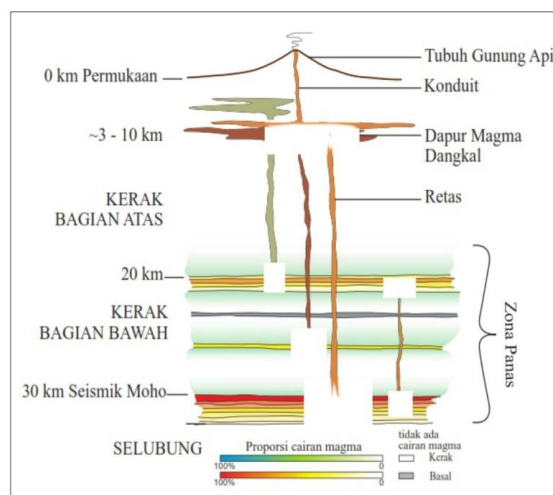 Tubuh Gunung Api
0 km Permukaan
Konduit
~3 - 10 km
Dapur Magma
Dangkal
KERAK
BAGIAN ATAS
Retas
20 km
KERAK
BAGIAN BAWAH
Zona Panas
30 km Seismik Moho
SELUBUNG
Proporsi cairan magma
100%
0
100%
0
tidak ada
cairan magma
Kerak
Basal